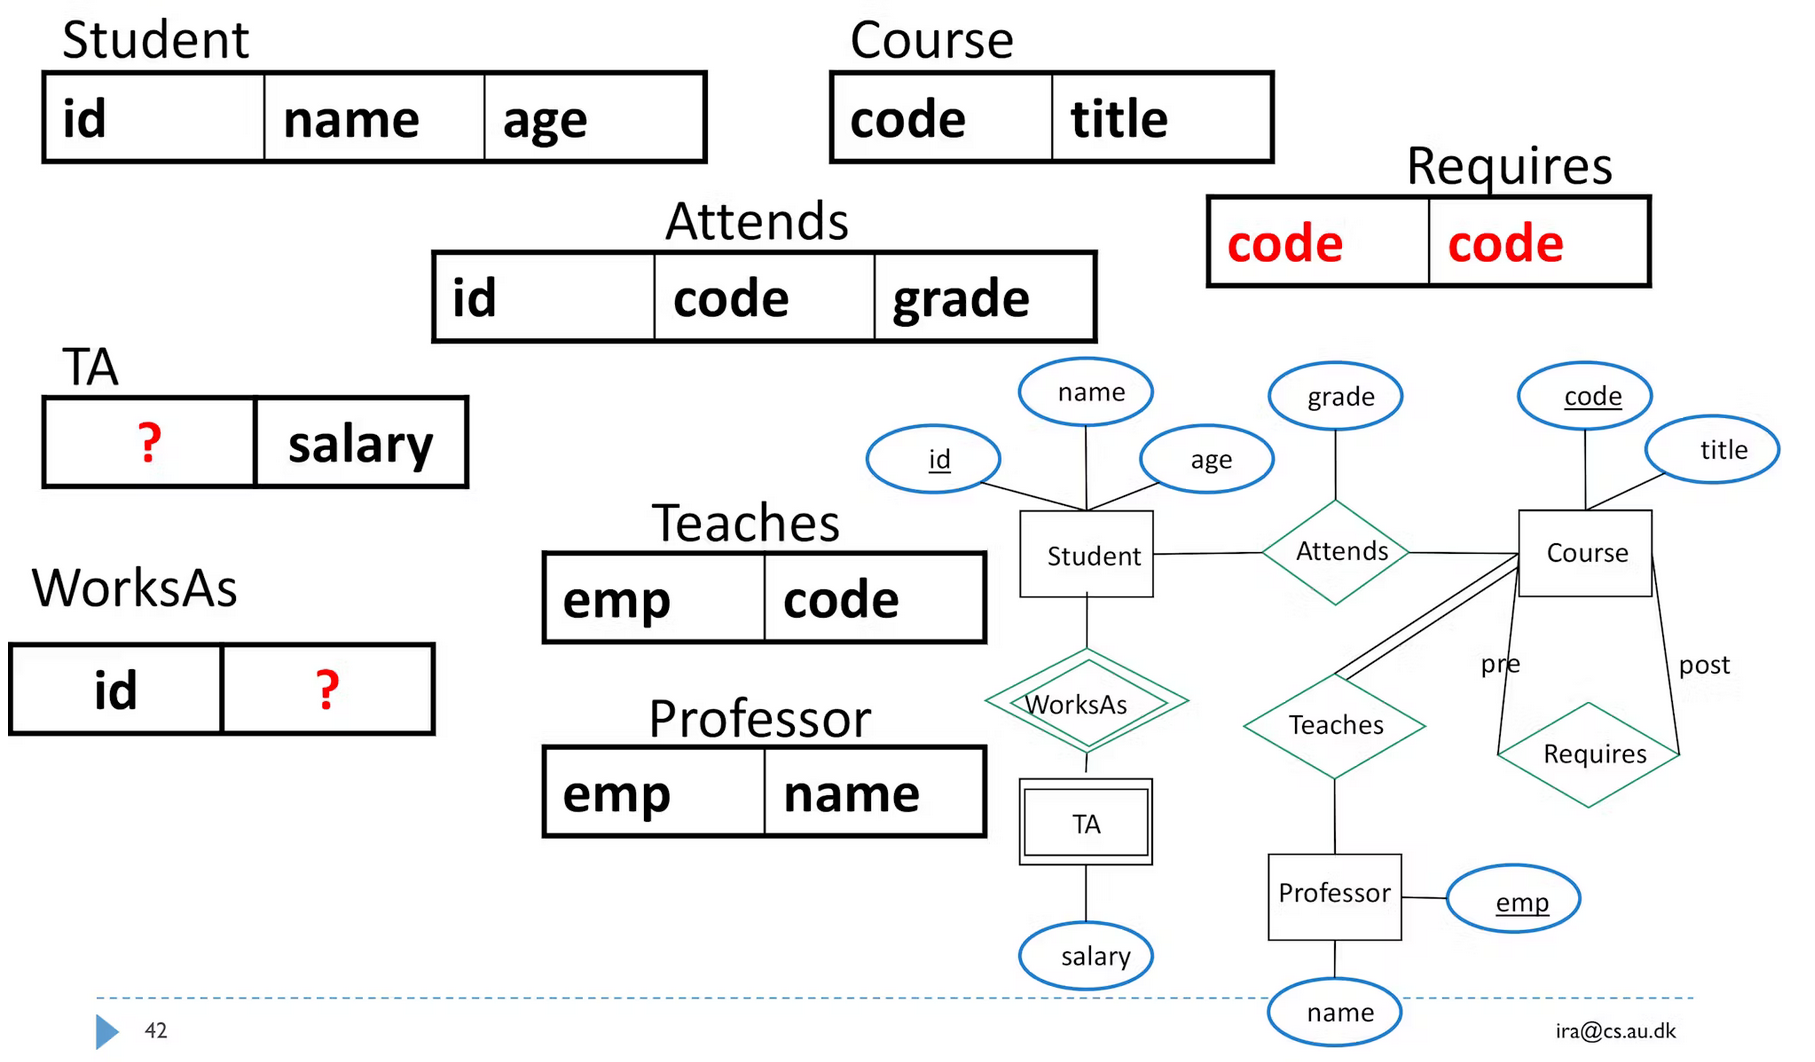 Student
id name age
Course
code title
Requires
code code
Attends
id code grade
TA
? salary
Teaches
emp code
WorksAs
id ?
Professor
emp name
name
grade
code
id
age
title
Student
Attends
Course
pre
post
WorksAs
Teaches
Requires
TA
Professor
emp
salary
name
42
ira@cs.au.dk